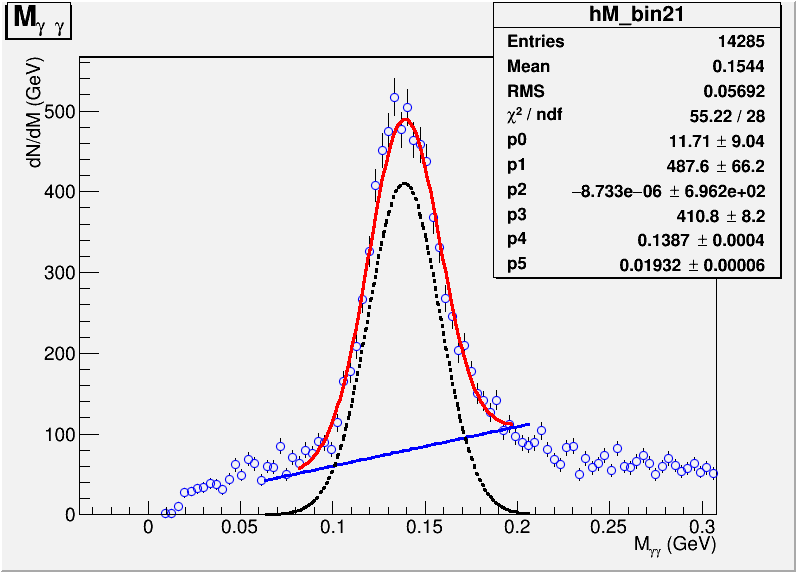 Mγ γ
hM_bin21
Entries 14285
Mean 0.1544
RMS 0.05692
χ² / ndf 55.22 / 28
p0 11.71 ± 9.04
p1 487.6 ± 66.2
p2 −8.733e−06 ± 6.962e+02
p3 410.8 ± 8.2
p4 0.1387 ± 0.0004
p5 0.01932 ± 0.00006
dN/dM (GeV)
500
400
300
200
100
0
0 0.05 0.1 0.15 0.2 0.25 0.3
Mγγ (GeV)